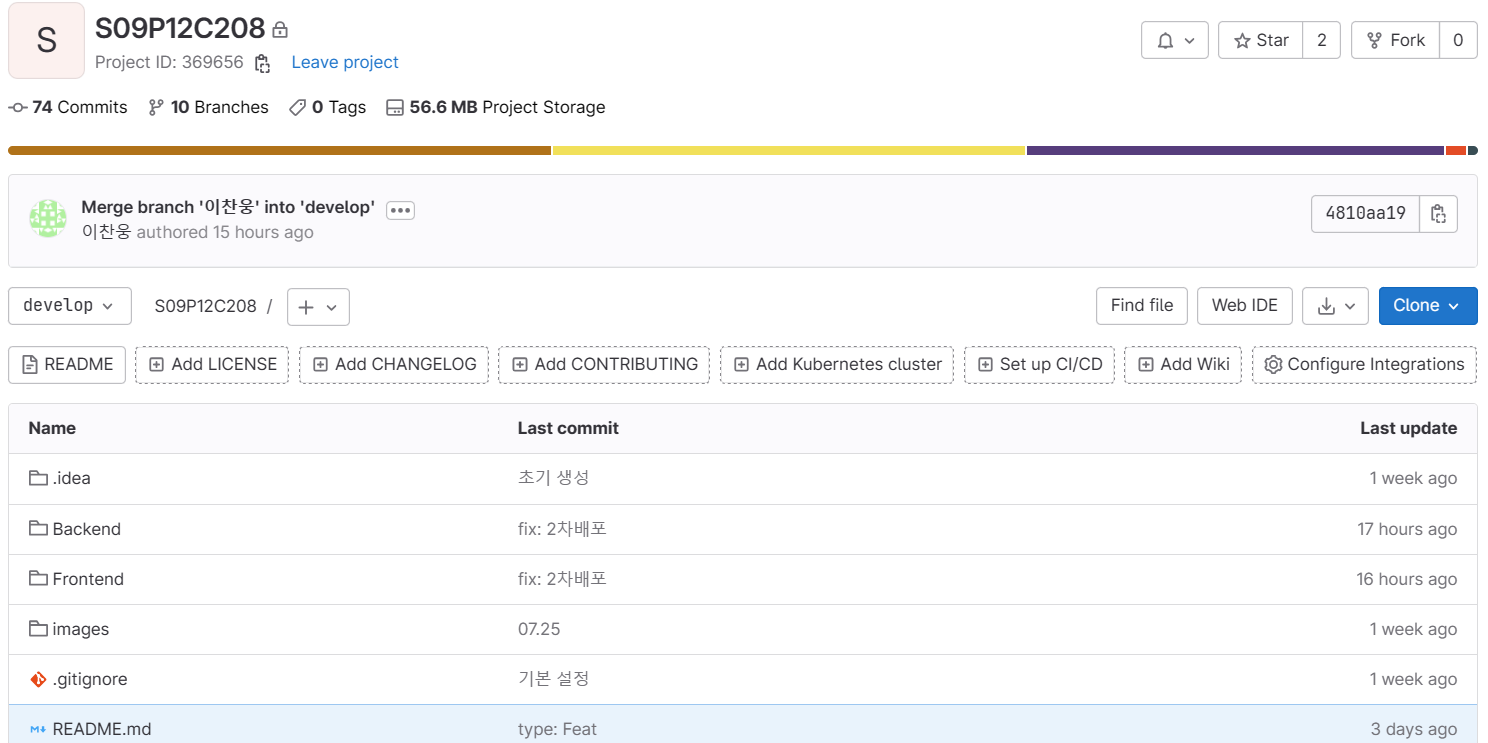 S
S09P12C208
Star 2 Fork 0
Project ID: 369656 Leave project
74 Commits 10 Branches 0 Tags 56.6 MB Project Storage
Merge branch '이찬웅' into 'develop'
이찬웅 authored 15 hours ago
4810aa19
develop S09P12C208 / Find file Web IDE Clone
README Add LICENSE Add CHANGELOG Add CONTRIBUTING Add Kubernetes cluster Set up CI/CD Add Wiki Configure Integrations
Name Last commit Last update
.idea 초기 생성 1 week ago
Backend fix: 2차배포 17 hours ago
Frontend fix: 2차배포 16 hours ago
images 07.25 1 week ago
.gitignore 기본 설정 1 week ago
README.md type: Feat 3 days ago